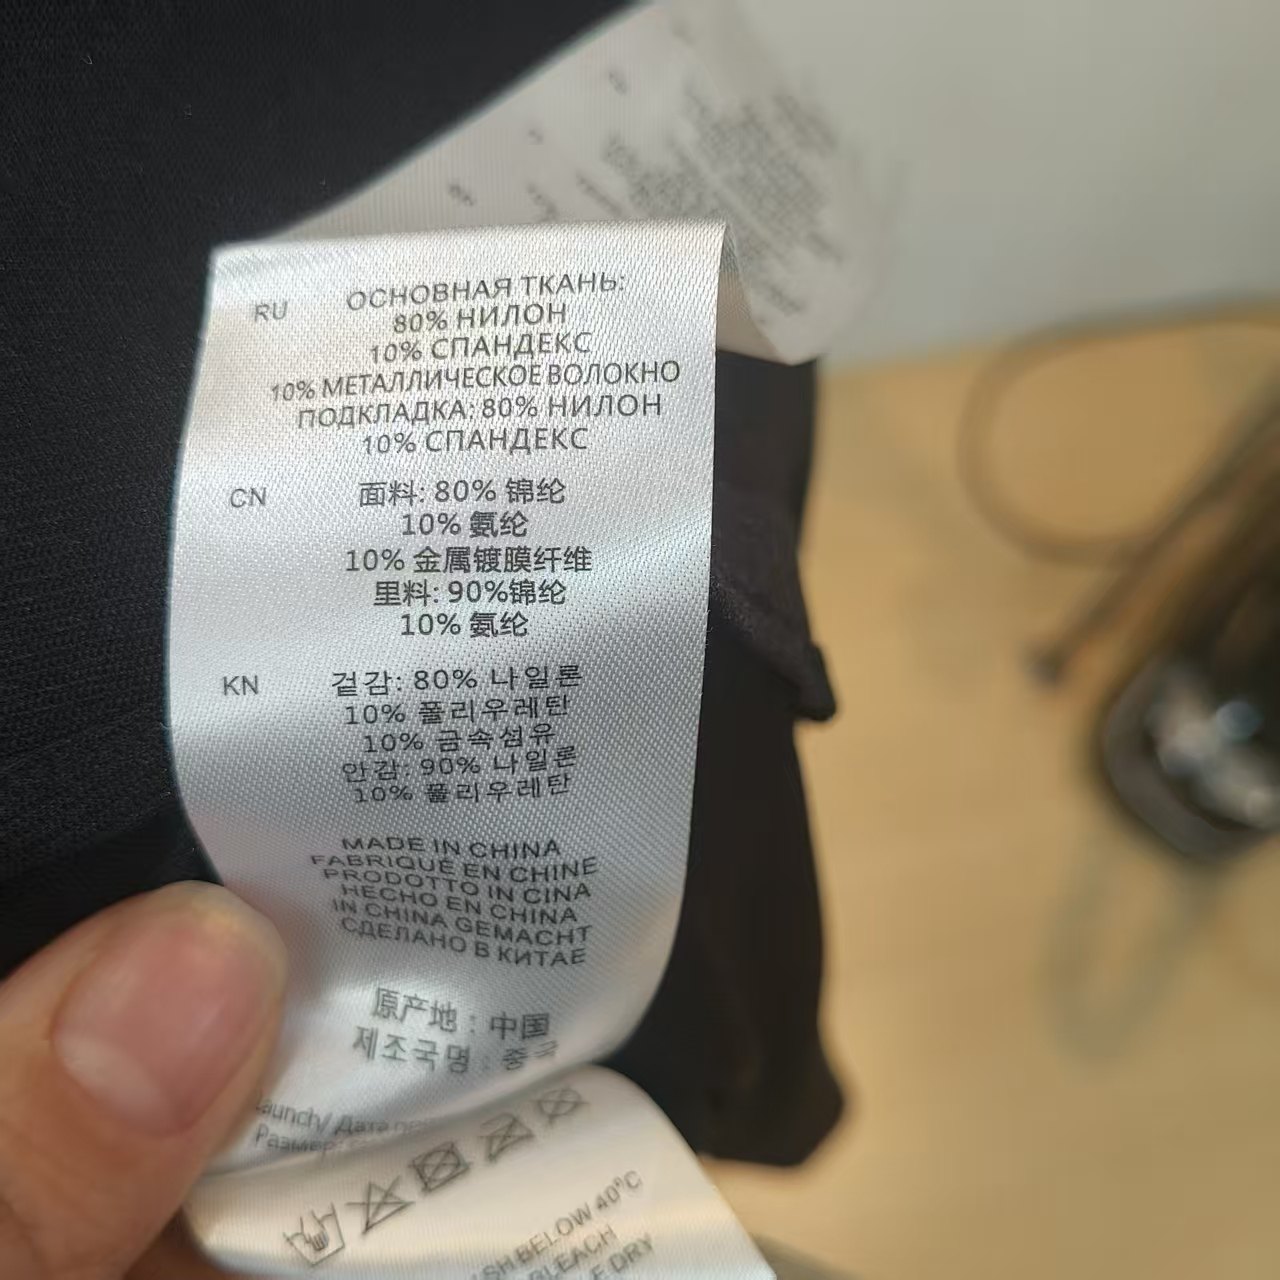 RU ОСНОВНАЯ ТКАНЬ:
80% НИЛОН
10% СПАНДЕКС
10% МЕТАЛЛИЧЕСКОЕ ВОЛОКНО
ПОДКЛАДКА: 80% НИЛОН
10% СПАНДЕКС
CN 面料: 80% 锦纶
10% 氨纶
10% 金属镀膜纤维
里料: 90%锦纶
10% 氨纶
KN 겉감: 80% 나일론
10% 폴리우레탄
10% 금속섬유
안감: 90% 나일론
10% 폴리우레탄
MADE IN CHINA
FABRIQUÉ EN CHINE
PRODOTTO IN CINA
HECHO EN CHINA
IN CHINA GEMACHT
СДЕЛАНО В КИТАЕ
原产地 : 中国
제조국명 : 중국
Дата
BELOW 40°C
BLEACH
DRY